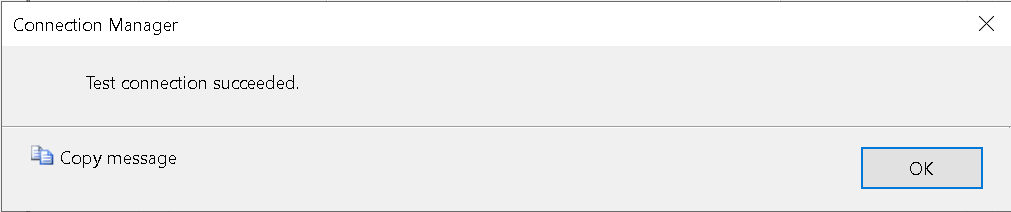 Connection Manager
Test connection succeeded.
Copy message
OK